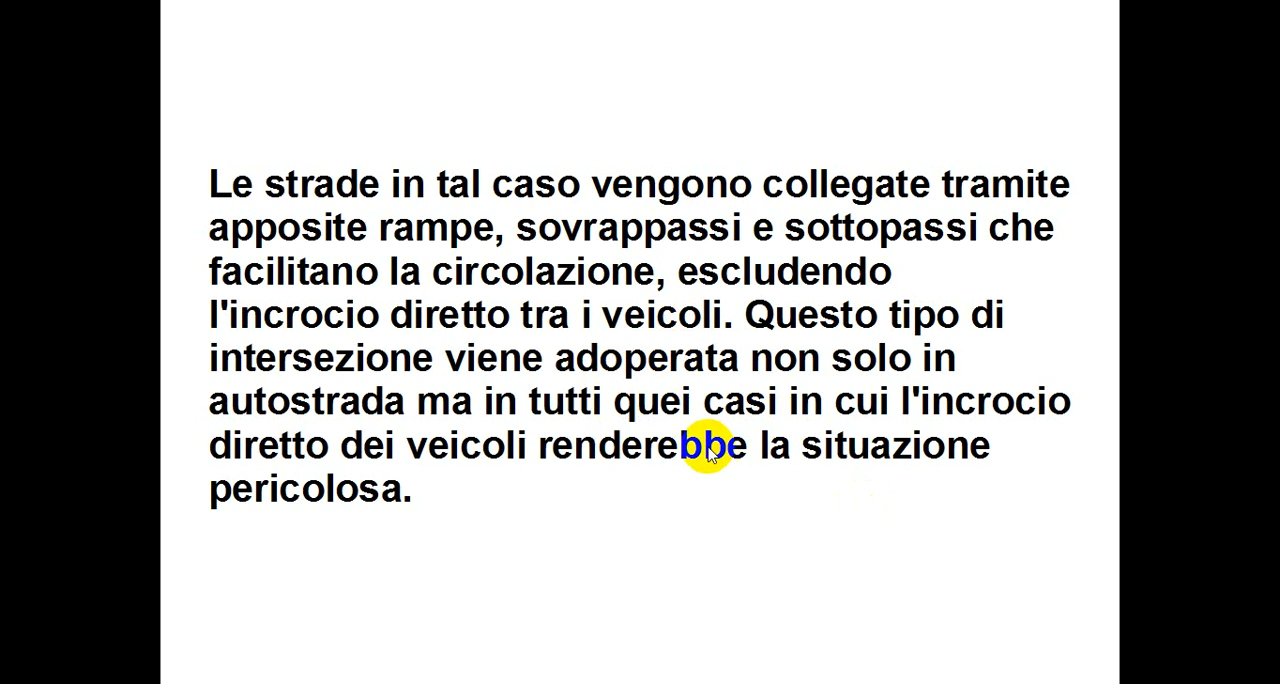 Le strade in tal caso vengono collegate tramite
apposite rampe, sovrappassi e sottopassi che
facilitano la circolazione, escludendo
l'incrocio diretto tra i veicoli. Questo tipo di
intersezione viene adoperata non solo in
autostrada ma in tutti quei casi in cui l'incrocio
diretto dei veicoli renderebbe la situazione
pericolosa.